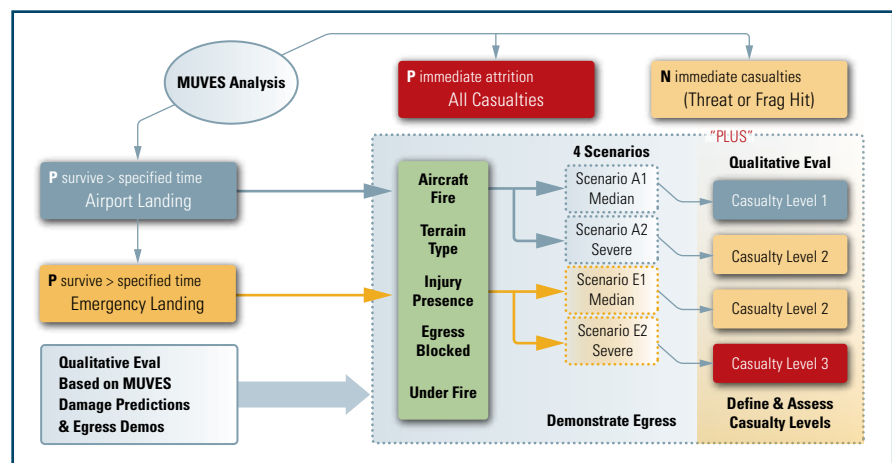 MUVES Analysis
P immediate attrition
All Casualties
N immediate casualties
(Threat or Frag Hit)
P survive > specified time
Airport Landing
P survive > specified time
Emergency Landing
Qualitative Eval
Based on MUVES
Damage Predictions
& Egress Demos
Aircraft
Fire
Terrain
Type
Injury
Presence
Egress
Blocked
Under Fire
4 Scenarios
Scenario A1
Median
Scenario A2
Severe
Scenario E1
Median
Scenario E2
Severe
Demonstrate Egress
"PLUS"
Qualitative Eval
Casualty Level 1
Casualty Level 2
Casualty Level 2
Casualty Level 3
Define & Assess
Casualty Levels